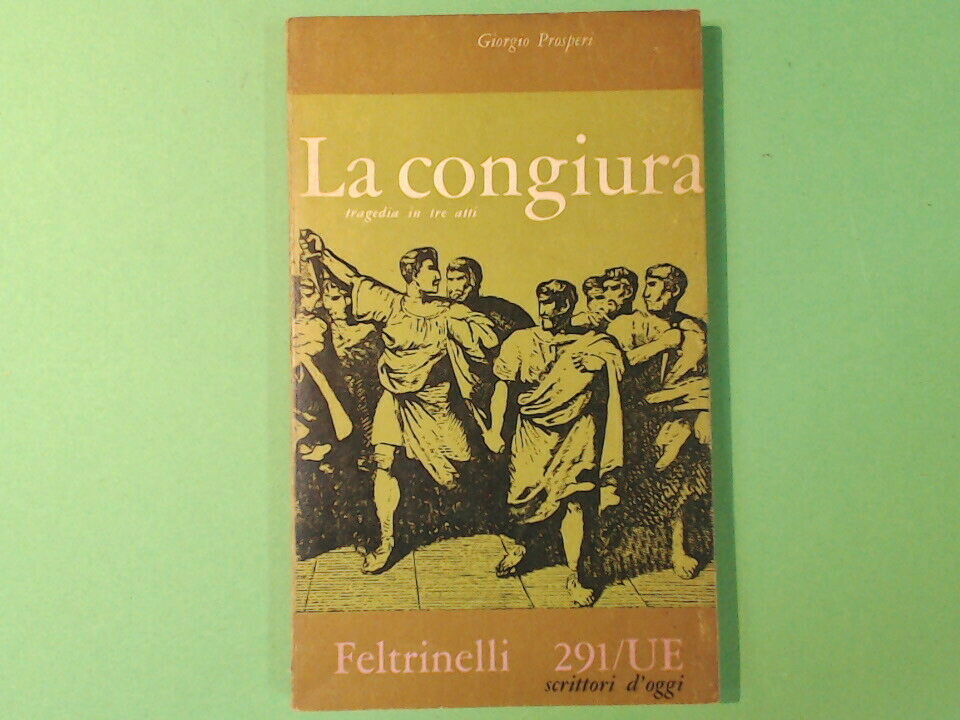 Giorgio Prosperi
La congiura
tragedia in tre atti
Feltrinelli 291/UE
scrittori d'oggi